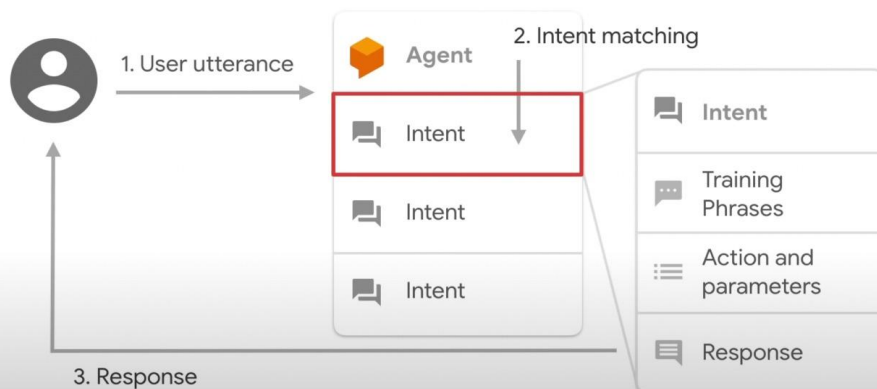 1. User utterance
Agent
2. Intent matching
Intent
Intent
Intent
Intent
Training
Phrases
Action and
parameters
Response
3. Response